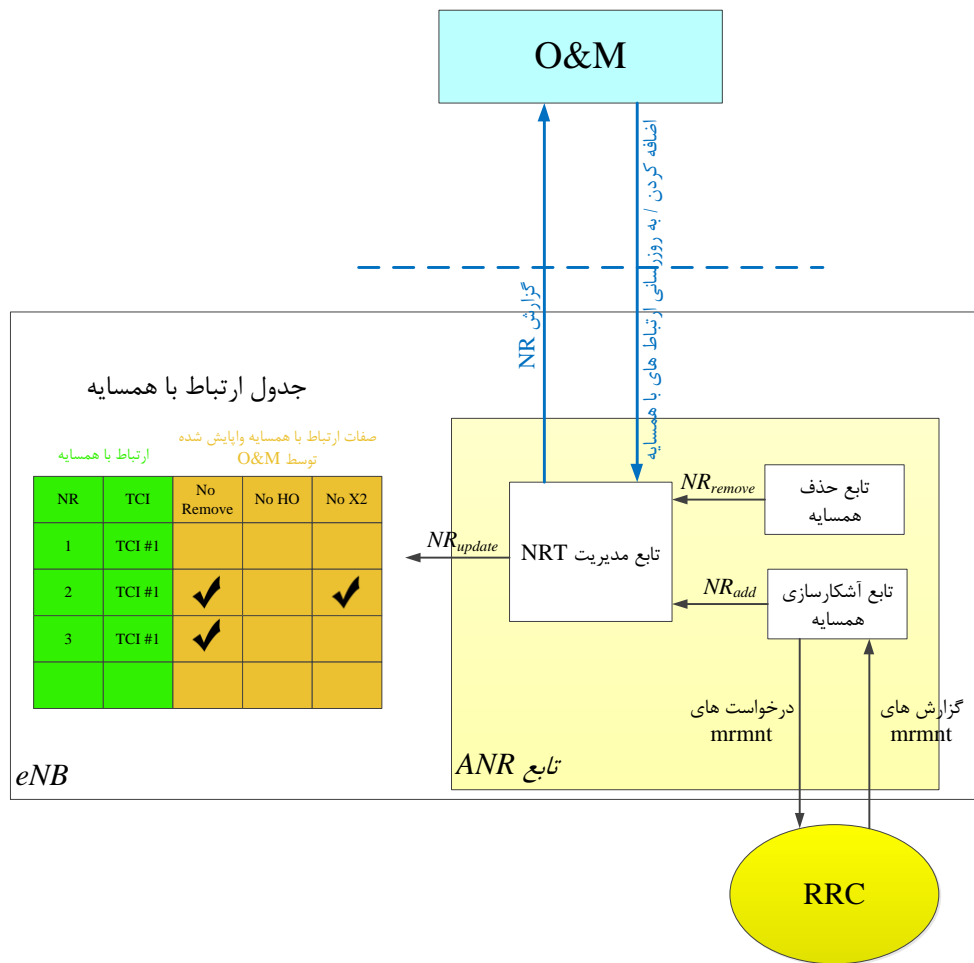 O&M
اضافه کردن / به روزرسانی ارتباط های با همسایه
گزارش NR
جدول ارتباط با همسایه
صفات ارتباط با همسایه واپایش شده
توسط O&M
ارتباط با همسایه
NR TCI No Remove No HO No X2
1 TCI #1
2 TCI #1 ✔ ✔
3 TCI #1 ✔
تابع حذف
همسایه
NRremove
تابع مدیریت NRT
NRupdate
NRadd
تابع آشکارسازی
همسایه
درخواست های
mrmnt
گزارش های
mrmnt
eNB
تابع ANR
RRC